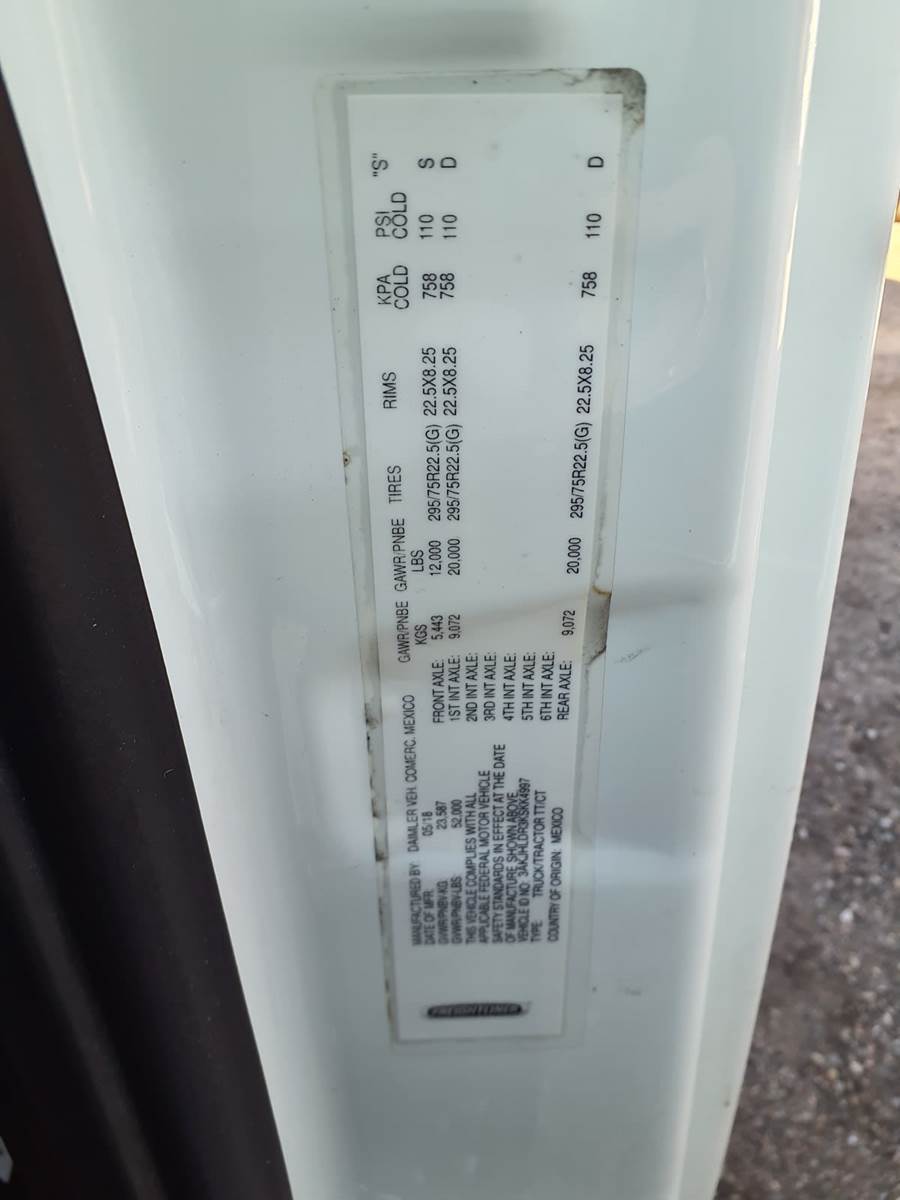 FREIGHTLINER
MANUFACTURED BY: DAIMLER VEH. COMERC. MEXICO
DATE OF MFR: 05/18
GVWR/PNBV-KG: 23,587
GVWR/PNBV-LBS: 52,000
THIS VEHICLE COMPLIES WITH ALL
APPLICABLE FEDERAL MOTOR VEHICLE
SAFETY STANDARDS IN EFFECT AT THE DATE
OF MANUFACTURE SHOWN ABOVE.
VEHICLE ID NO: 3AKJHLDR3KSKK4997
TYPE TRUCK/TRACTOR TT/CT
COUNTRY OF ORIGIN: MEXICO
GAWR/PNBE GAWR/PNBE TIRES RIMS KPA PSI "S"
KGS LBS COLD COLD
FRONT AXLE: 5,443 12,000 295/75R22.5(G) 22.5X8.25 758 110 S
1ST INT AXLE: 9,072 20,000 295/75R22.5(G) 22.5X8.25 758 110 D
2ND INT AXLE:
3RD INT AXLE:
4TH INT AXLE:
5TH INT AXLE:
6TH INT AXLE:
REAR AXLE: 9,072 20,000 295/75R22.5(G) 22.5X8.25 758 110 D